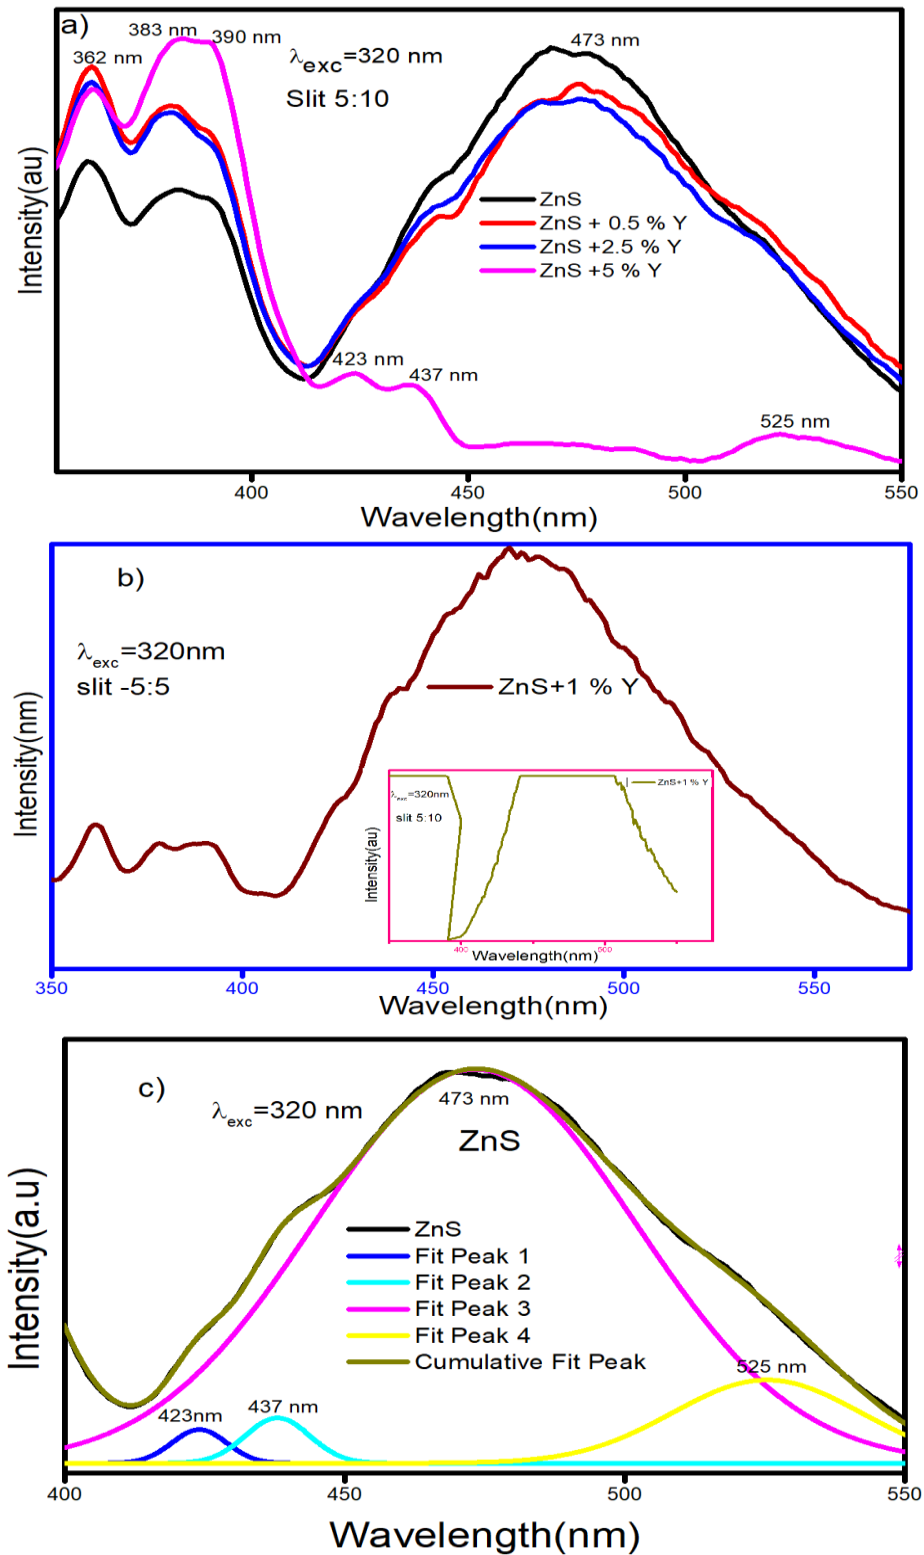 a)
383 nm
390 nm
362 nm
λexc=320 nm
Slit 5:10
473 nm
ZnS
ZnS + 0.5 % Y
ZnS +2.5 % Y
ZnS +5 % Y
423 nm
437 nm
525 nm
Intensity(au)
400 450 500 550
Wavelength(nm)
b)
λexc=320nm
slit -5:5
ZnS+1 % Y
Intensity(nm)
ZnS+1 % Y
λexc=320nm
slit 5:10
Intensity(au)
400 500
Wavelength(nm)
350 400 450 500 550
Wavelength(nm)
c)
λexc=320 nm
473 nm
ZnS
ZnS
Fit Peak 1
Fit Peak 2
Fit Peak 3
Fit Peak 4
Cumulative Fit Peak
525 nm
423nm
437 nm
Intensity(a.u)
400 450 500 550
Wavelength(nm)